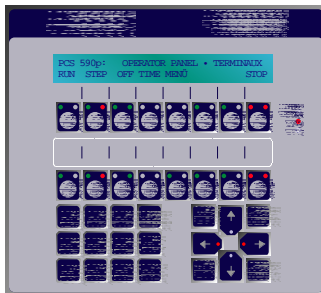 PCS 590p: OPERATOR PANEL • TERMINAUX
RUN STEP OFF TIME MENÜ STOP